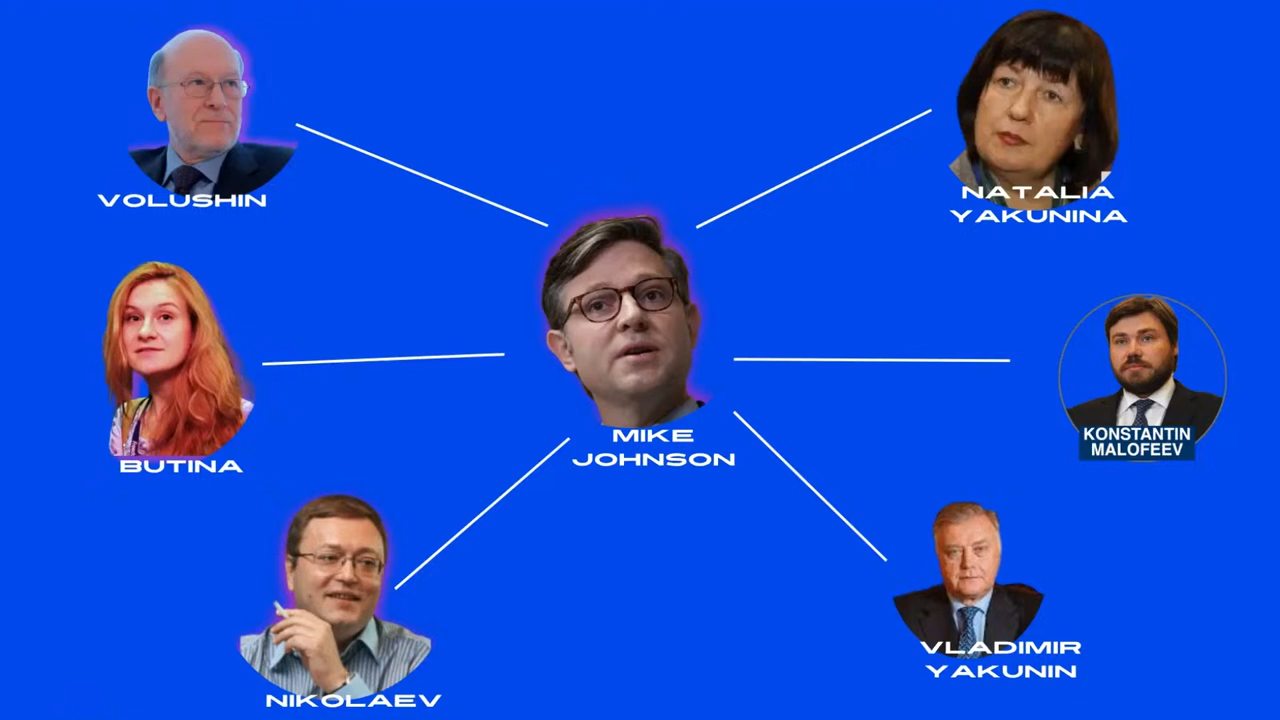 VOLUSHIN
NATALIA
YAKUNINA
BUTINA
MIKE
JOHNSON
KONSTANTIN
MALOFEEV
NIKOLAEV
VLADIMIR
YAKUNIN